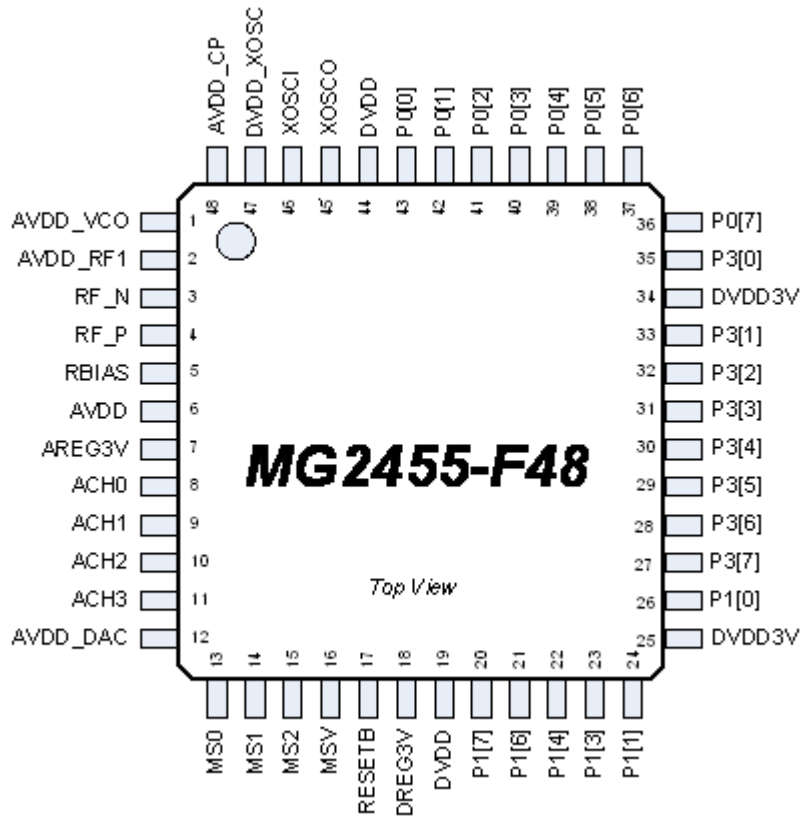 AVDD_CP
DVDD_XOSC
XOSCI
XOSCO
DVDD
P0[0]
P0[1]
P0[2]
P0[3]
P0[4]
P0[5]
P0[6]
48
47
46
45
44
43
42
41
40
39
38
37
AVDD_VCO 1
AVDD_RF1 2
RF_N 3
RF_P 4
RBIAS 5
AVDD 6
AREG3V 7
ACH0 8
ACH1 9
ACH2 10
ACH3 11
AVDD_DAC 12
36 P0[7]
35 P3[0]
34 DVDD3V
33 P3[1]
32 P3[2]
31 P3[3]
30 P3[4]
29 P3[5]
28 P3[6]
27 P3[7]
26 P1[0]
25 DVDD3V
MG2455-F48
Top View
13
14
15
16
17
18
19
20
21
22
23
24
MS0
MS1
MS2
MSV
RESETB
DREG3V
DVDD
P1[7]
P1[6]
P1[4]
P1[3]
P1[1]